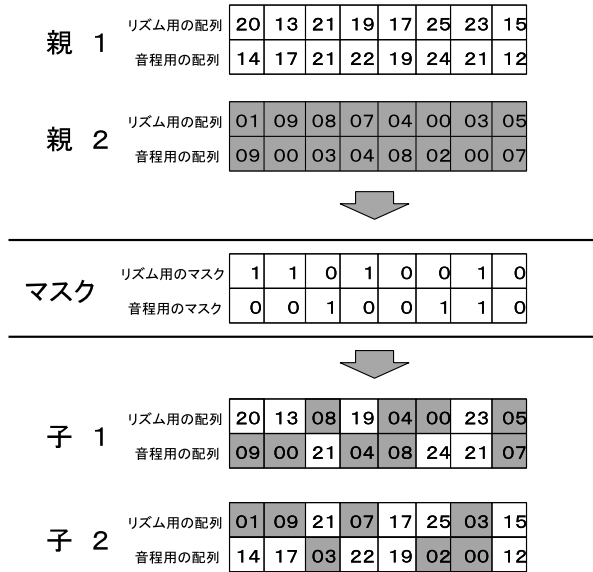 親 1
リズム用の配列 20 13 21 19 17 25 23 15
音程用の配列 14 17 21 22 19 24 21 12
親 2
リズム用の配列 01 09 08 07 04 00 03 05
音程用の配列 09 00 03 04 08 02 00 07
マスク
リズム用のマスク 1 1 0 1 0 0 1 0
音程用のマスク 0 0 1 0 0 1 1 0
子 1
リズム用の配列 20 13 08 19 04 00 23 05
音程用の配列 09 00 21 04 08 24 21 07
子 2
リズム用の配列 01 09 21 07 17 25 03 15
音程用の配列 14 17 03 22 19 02 00 12